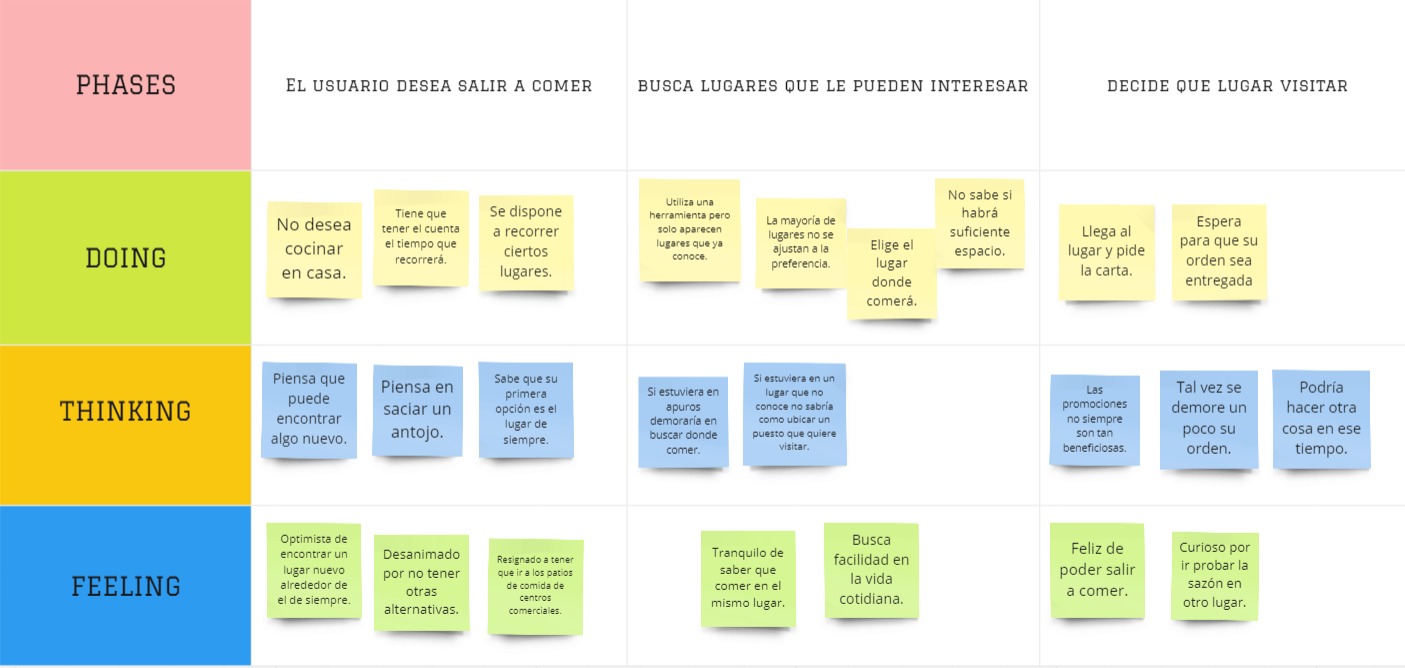 PHASES
EL USUARIO DESEA SALIR A COMER
BUSCA LUGARES QUE LE PUEDEN INTERESAR
DECIDE QUE LUGAR VISITAR
DOING
No desea
cocinar
en casa.
Tiene que
tener el cuenta
el tiempo que
recorrerá.
Se dispone
a recorrer
ciertos
lugares.
Utiliza una
herramienta pero
solo aparecen
lugares que ya
conoce.
La mayoría de
lugares no se
ajustan a la
preferencia.
Elige el
lugar
donde
comerá.
No sabe si
habrá
suficiente
espacio.
Llega al
lugar y pide
la carta.
Espera
para que su
orden sea
entregada
THINKING
Piensa que
puede
encontrar
algo nuevo.
Piensa en
saciar un
antojo.
Sabe que su
primera
opción es el
lugar de
siempre.
Si estuviera en
apuros
demoraría en
buscar donde
comer.
Si estuviera en un
lugar que no
conoce no sabría
como ubicar un
puesto que quiere
visitar.
Las
promociones
no siempre
son tan
beneficiosas.
Tal vez se
demore un
poco su
orden.
Podría
hacer otra
cosa en ese
tiempo.
FEELING
Optimista de
encontrar un
lugar nuevo
alrededor de
el de siempre.
Desanimado
por no tener
otras
alternativas.
Resignado a tener
que ir a los patios
de comida de
centros
comerciales.
Tranquilo de
saber que
comer en el
mismo lugar.
Busca
facilidad en
la vida
cotidiana.
Feliz de
poder salir
a comer.
Curioso por
ir probar la
sazón en
otro lugar.